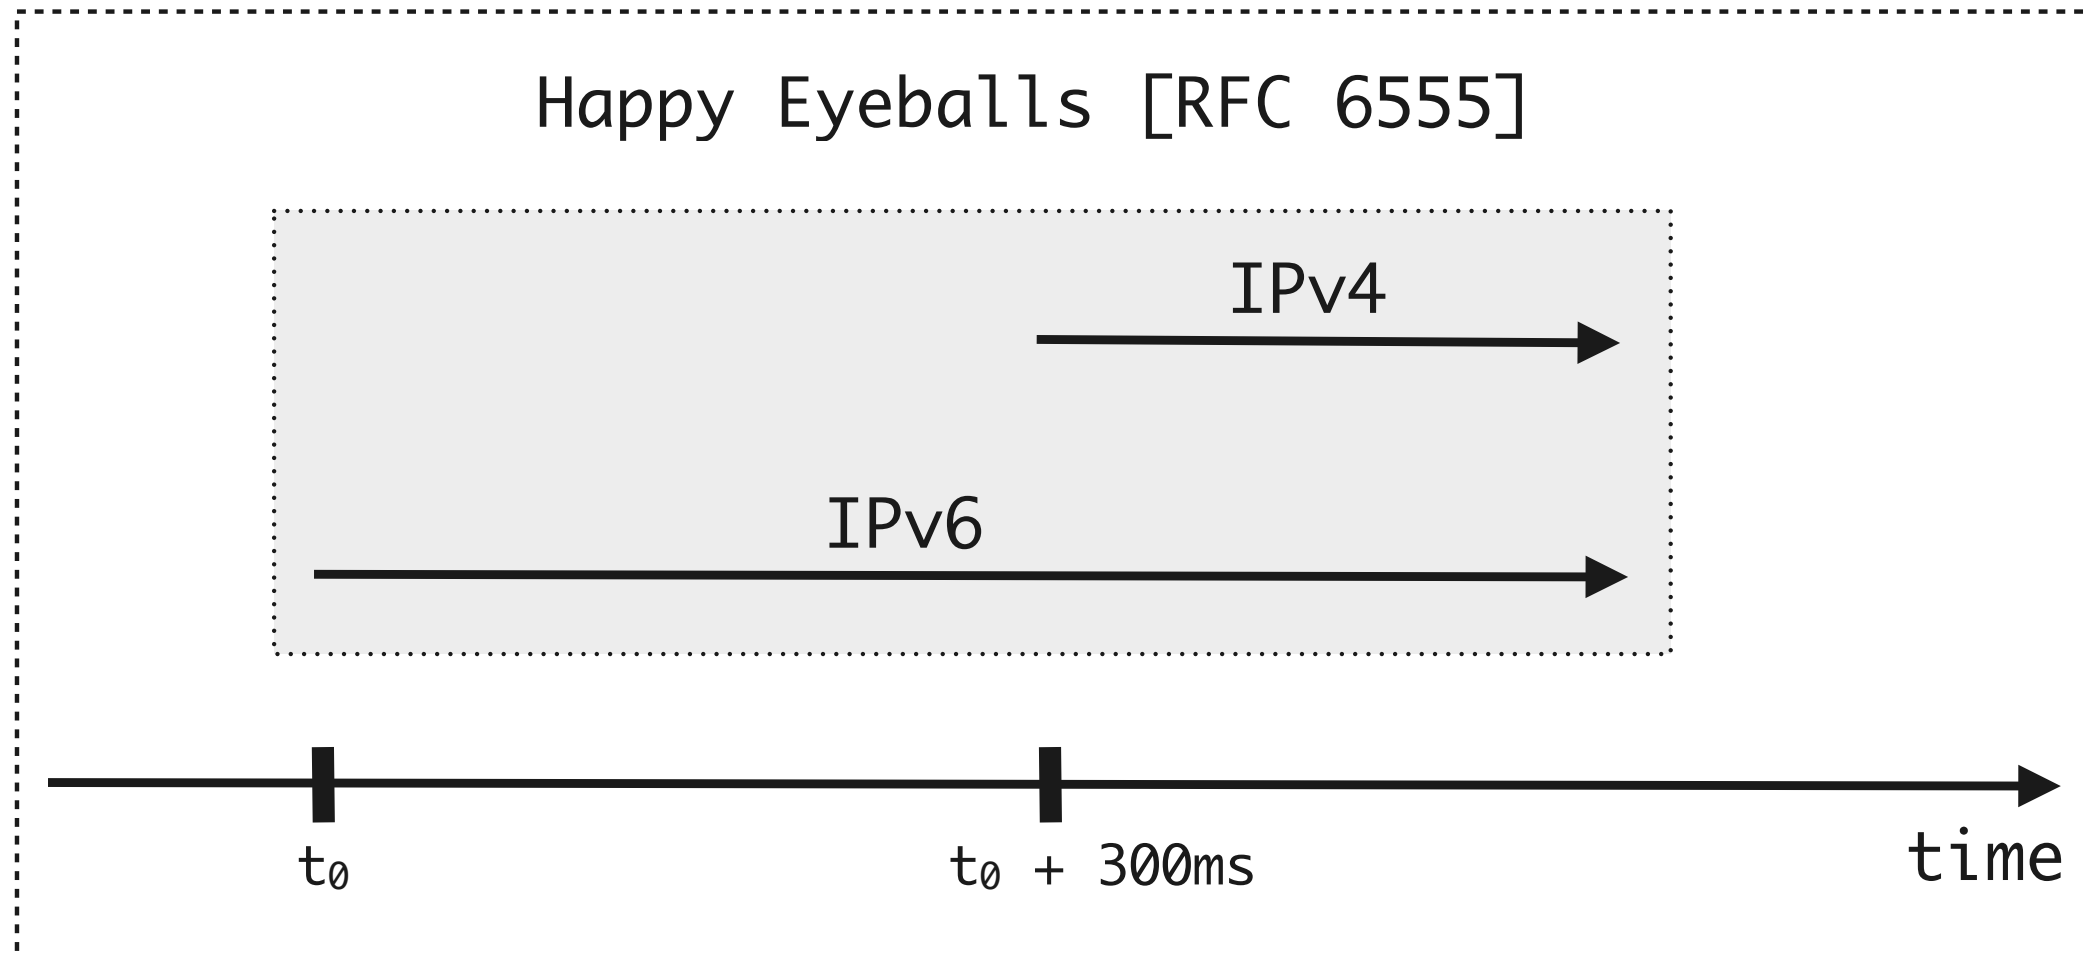 Happy Eyeballs [RFC 6555]
IPv4
IPv6
t₀
t₀ + 300ms
time